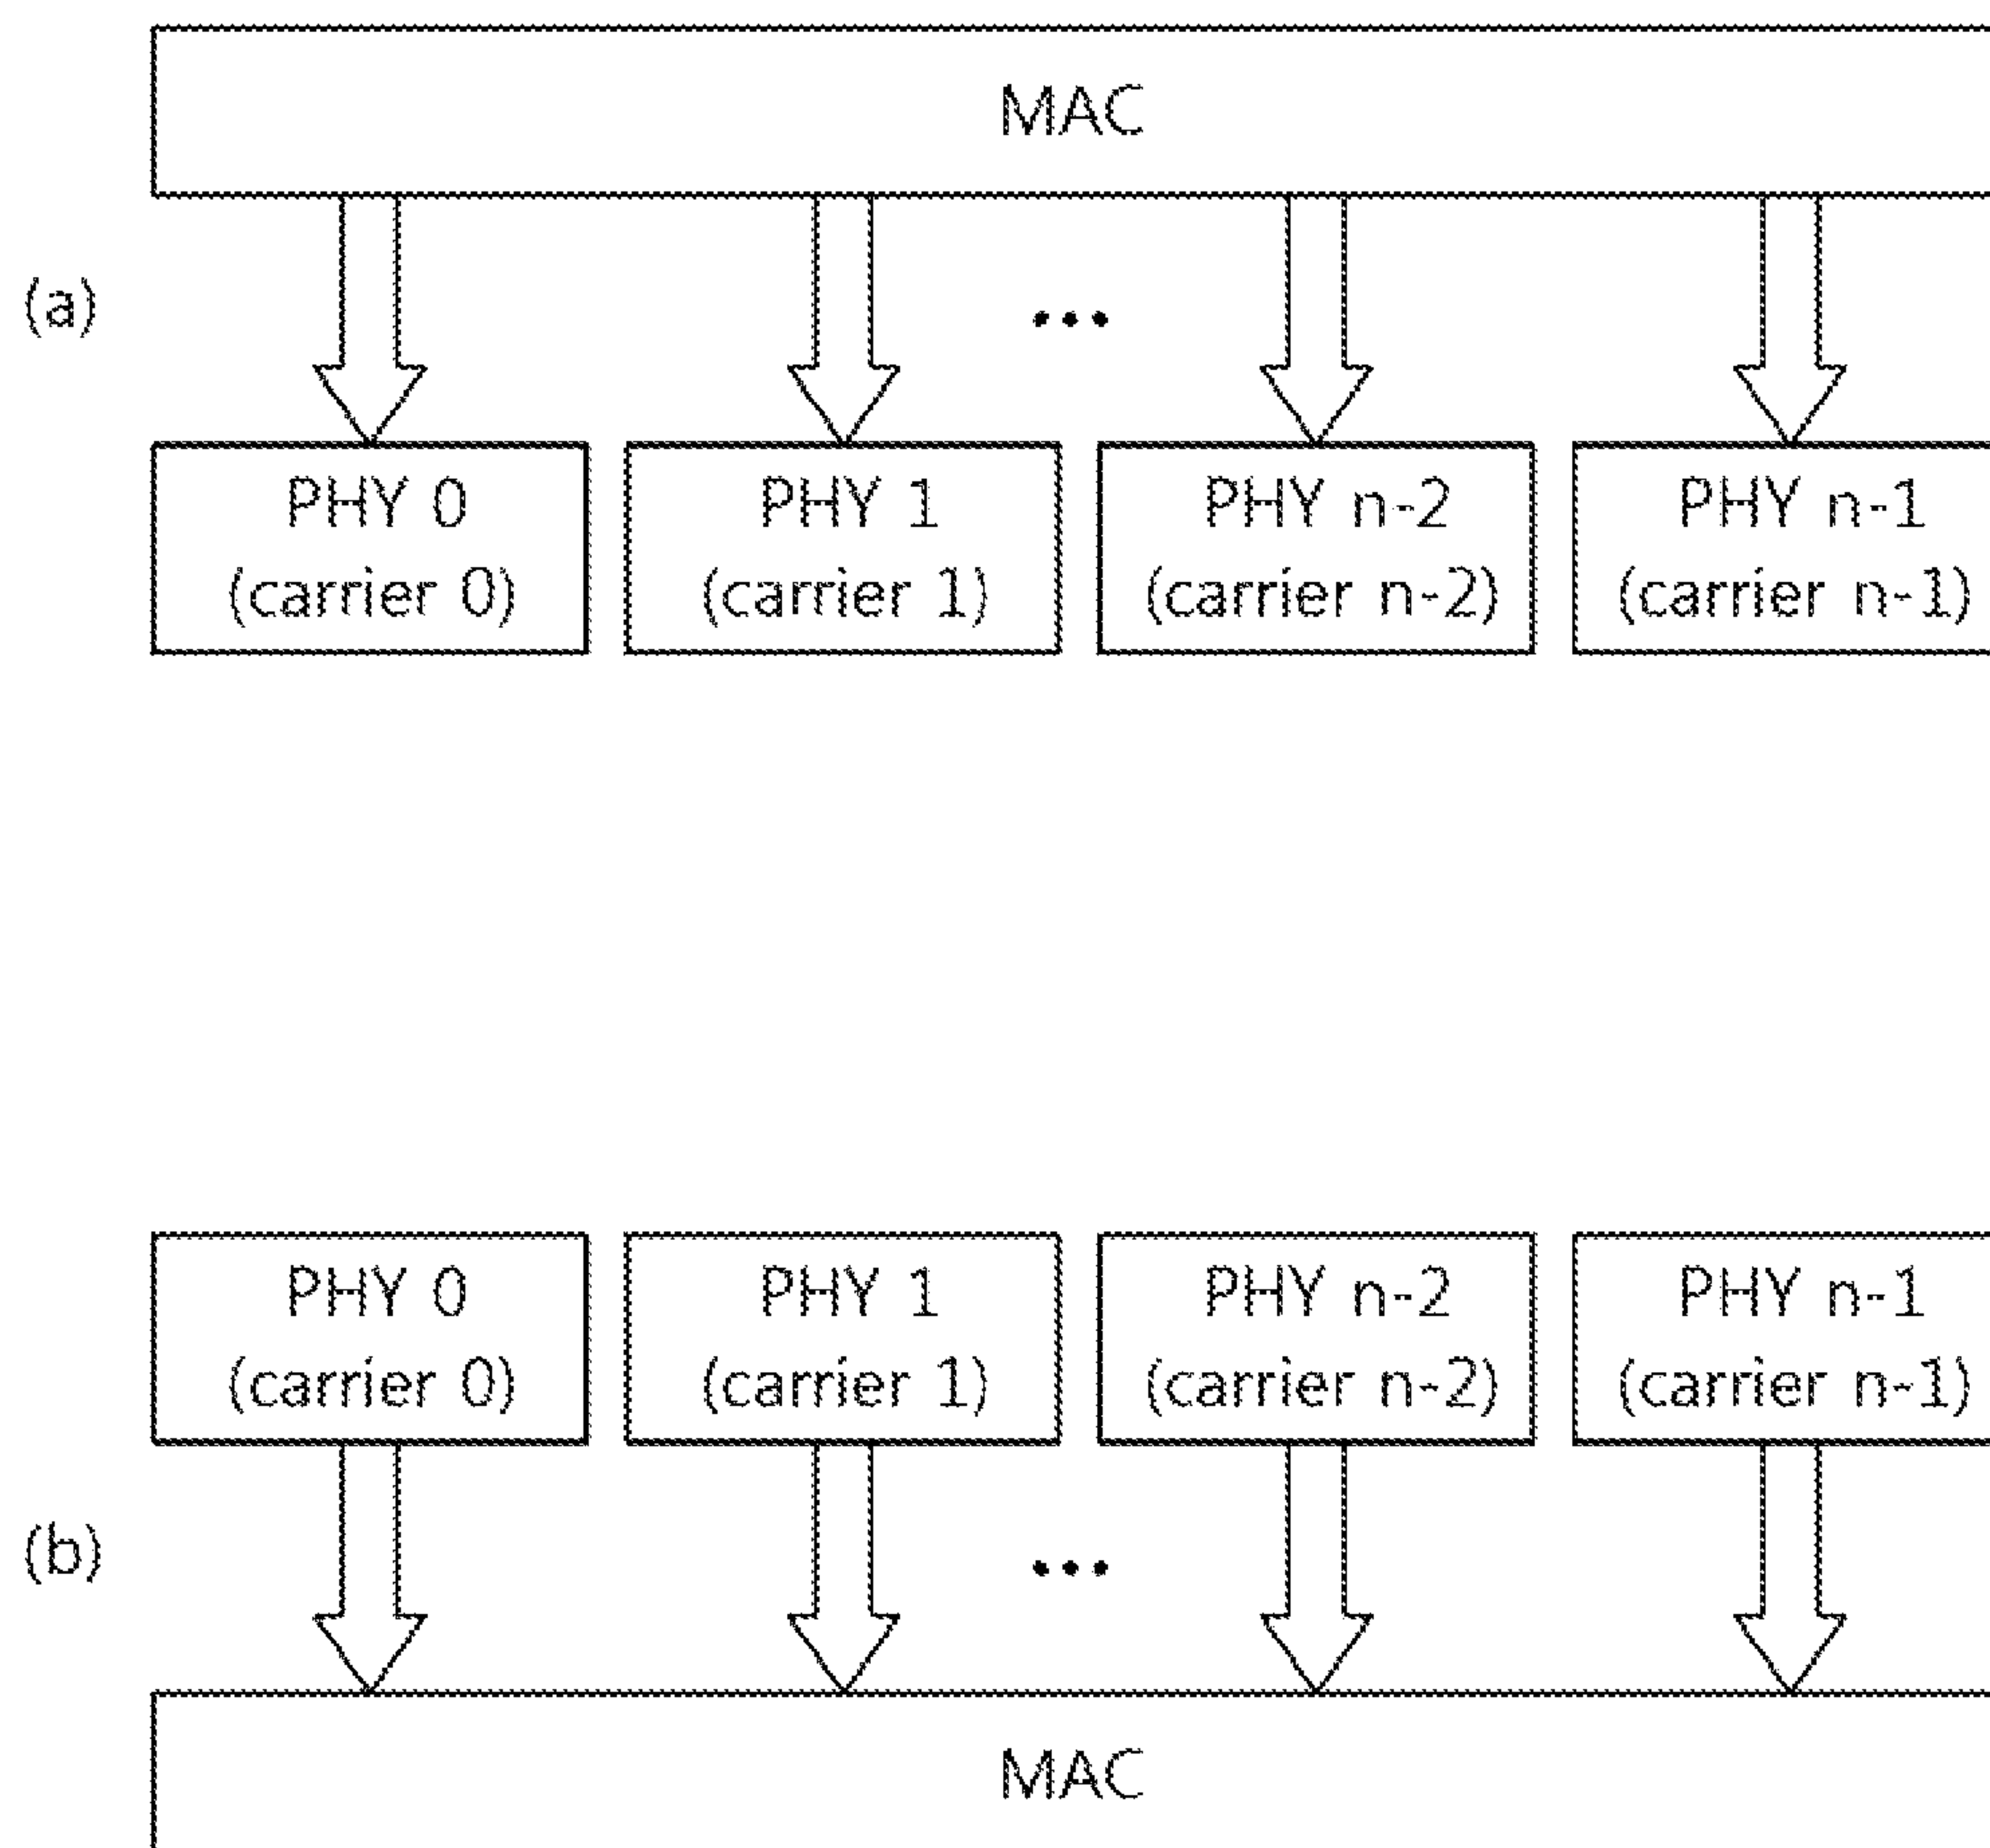 MAC
(a)
...
PHY 0
(carrier 0)
PHY 1
(carrier 1)
PHY n-2
(carrier n-2)
PHY n-1
(carrier n-1)
PHY 0
(carrier 0)
PHY 1
(carrier 1)
PHY n-2
(carrier n-2)
PHY n-1
(carrier n-1)
(b)
...
MAC